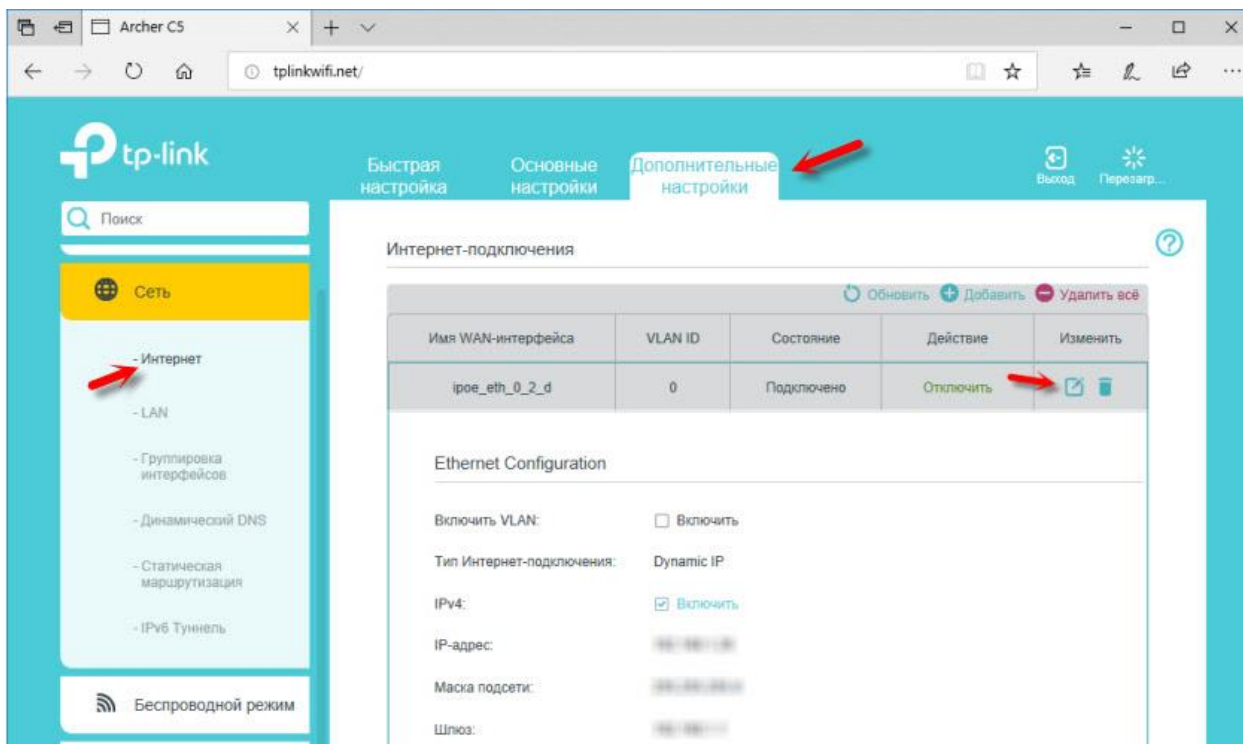 Archer C5
tplinkwifi.net/
tp-link
Быстрая
настройка
Основные
настройки
Дополнительные
настройки
Выход
Перезагр...
Поиск
Сеть
- Интернет
- LAN
- Группировка
интерфейсов
- Динамический DNS
- Статическая
маршрутизация
- IPv6 Туннель
Беспроводной режим
Интернет-подключения
Обновить Добавить Удалить всё
Имя WAN-интерфейса VLAN ID Состояние Действие Изменить
ipoe_eth_0_2_d 0 Подключено Отключить
Ethernet Configuration
Включить VLAN: Включить
Тип Интернет-подключения: Dynamic IP
IPv4: Включить
IP-адрес:
Маска подсети:
Шлюз: